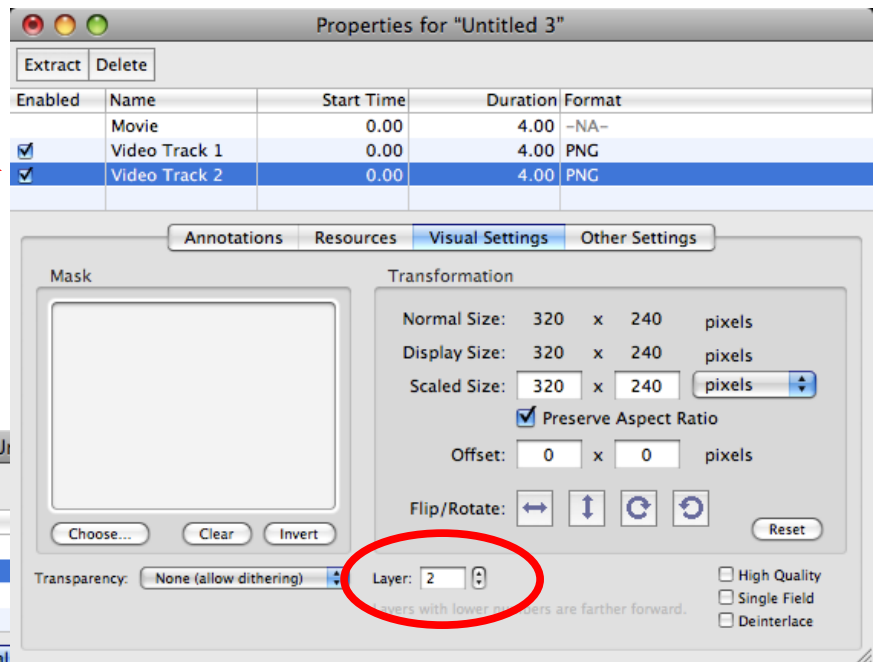 Properties for "Untitled 3"
Extract Delete
Enabled Name Start Time Duration Format
Movie 0.00 4.00 -NA-
Video Track 1 0.00 4.00 PNG
Video Track 2 0.00 4.00 PNG
Annotations Resources Visual Settings Other Settings
Mask Transformation
Normal Size: 320 x 240 pixels
Display Size: 320 x 240 pixels
Scaled Size: 320 x 240 pixels
Preserve Aspect Ratio
Offset: 0 x 0 pixels
Flip/Rotate:
Choose... Clear Invert Reset
Transparency: None (allow dithering) Layer: 2 High Quality
Layers with lower numbers are farther forward. Single Field
Deinterlace